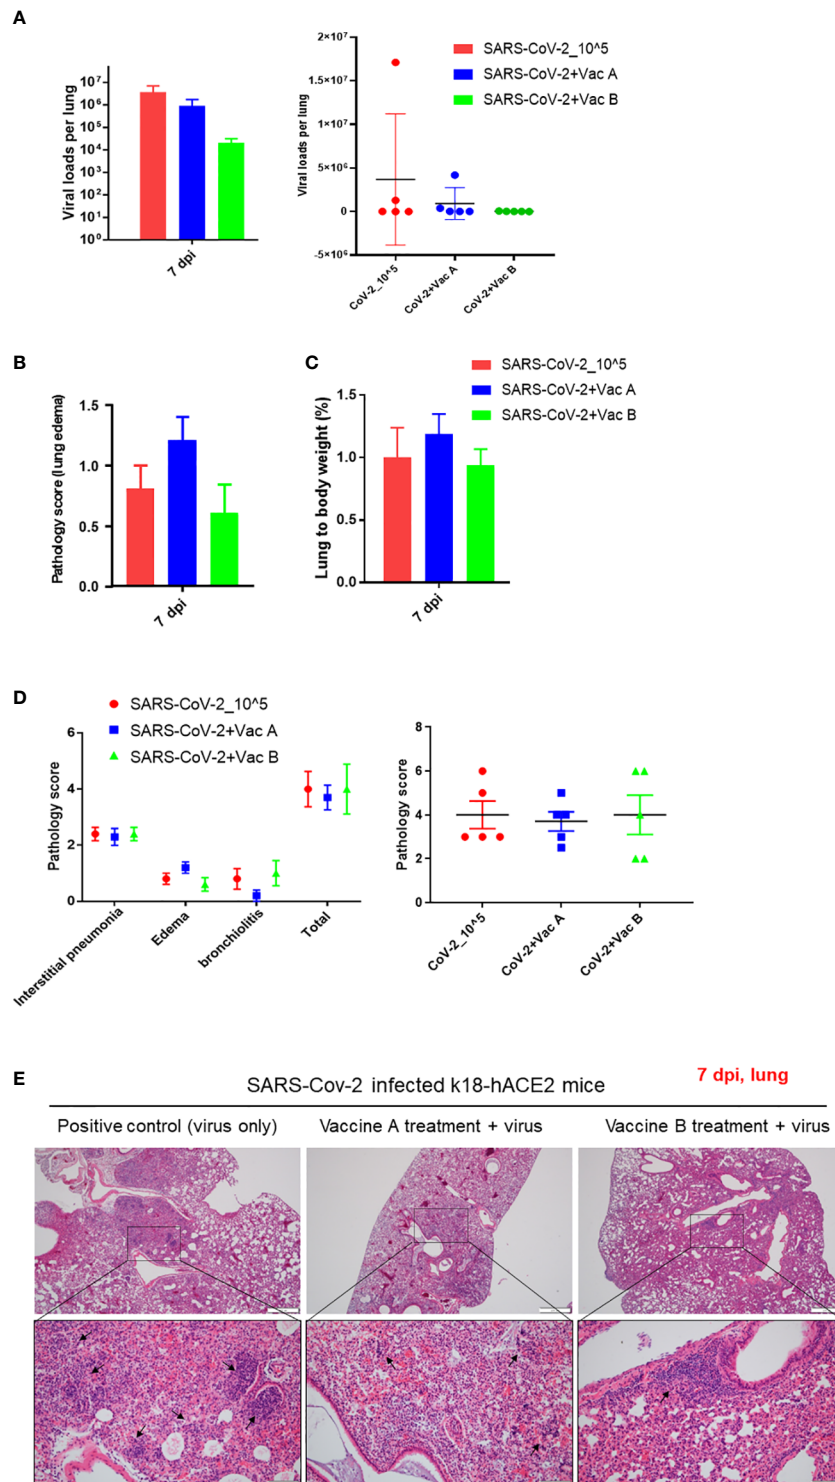 A
Viral loads per lung
10^7
10^6
10^5
10^4
10^3
10^2
10^1
10^0
7 dpi
Viral loads per lung
2×10^7
1.5×10^7
1×10^7
5×10^6
0
-5×10^6
CoV-2_10^5
CoV-2+Vac A
CoV-2+Vac B
SARS-CoV-2_10^5
SARS-CoV-2+Vac A
SARS-CoV-2+Vac B
B
Pathology score (lung edema)
1.5
1.0
0.5
0.0
7 dpi
C
Lung to body weight (%)
1.5
1.0
0.5
0.0
7 dpi
SARS-CoV-2_10^5
SARS-CoV-2+Vac A
SARS-CoV-2+Vac B
D
SARS-CoV-2_10^5
SARS-CoV-2+Vac A
SARS-CoV-2+Vac B
Pathology score
6
4
2
0
Interstitial pneumonia
Edema
bronchiolitis
Total
Pathology score
8
6
4
2
0
CoV-2_10^5
CoV-2+Vac A
CoV-2+Vac B
E
SARS-Cov-2 infected k18-hACE2 mice
7 dpi, lung
Positive control (virus only)
Vaccine A treatment + virus
Vaccine B treatment + virus